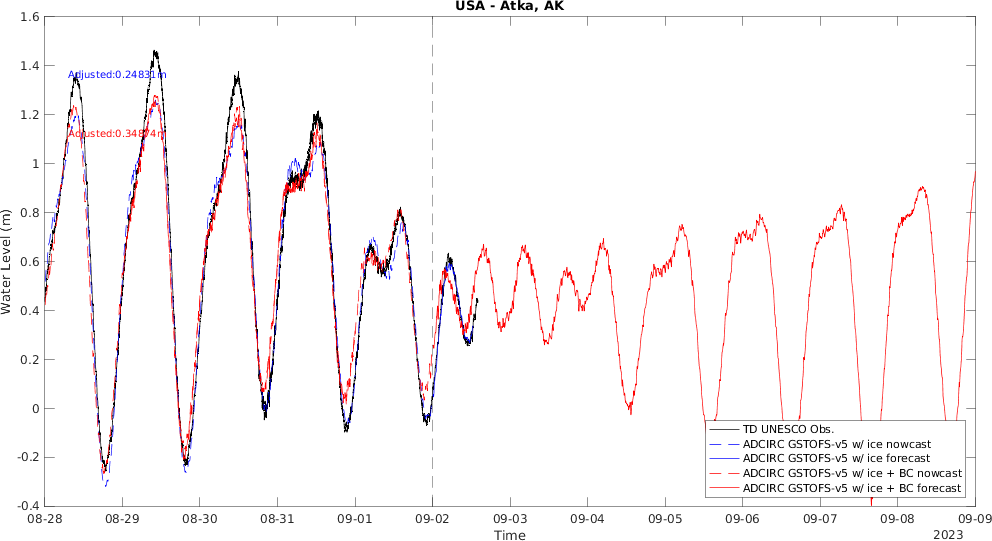 USA - Atka, AK
1.6
1.4
1.2
1
0.8
0.6
0.4
0.2
0
-0.2
-0.4
Water Level (m)
Adjusted:0.24831m
Adjusted:0.34874m
TD UNESCO Obs.
ADCIRC GSTOFS-v5 w/ ice nowcast
ADCIRC GSTOFS-v5 w/ ice forecast
ADCIRC GSTOFS-v5 w/ ice + BC nowcast
ADCIRC GSTOFS-v5 w/ ice + BC forecast
08-28 08-29 08-30 08-31 09-01 09-02 09-03 09-04 09-05 09-06 09-07 09-08 09-09
Time
2023